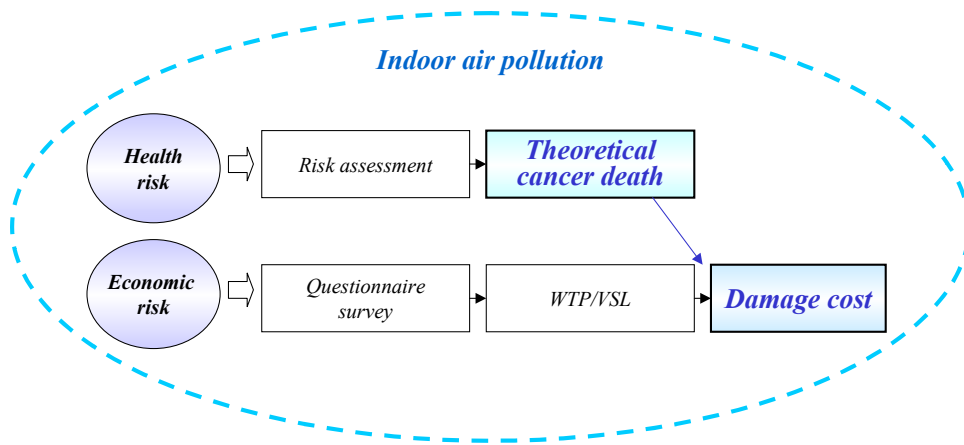 Indoor air pollution
Health
risk
Risk assessment
Theoretical
cancer death
Economic
risk
Questionnaire
survey
WTP/VSL
Damage cost